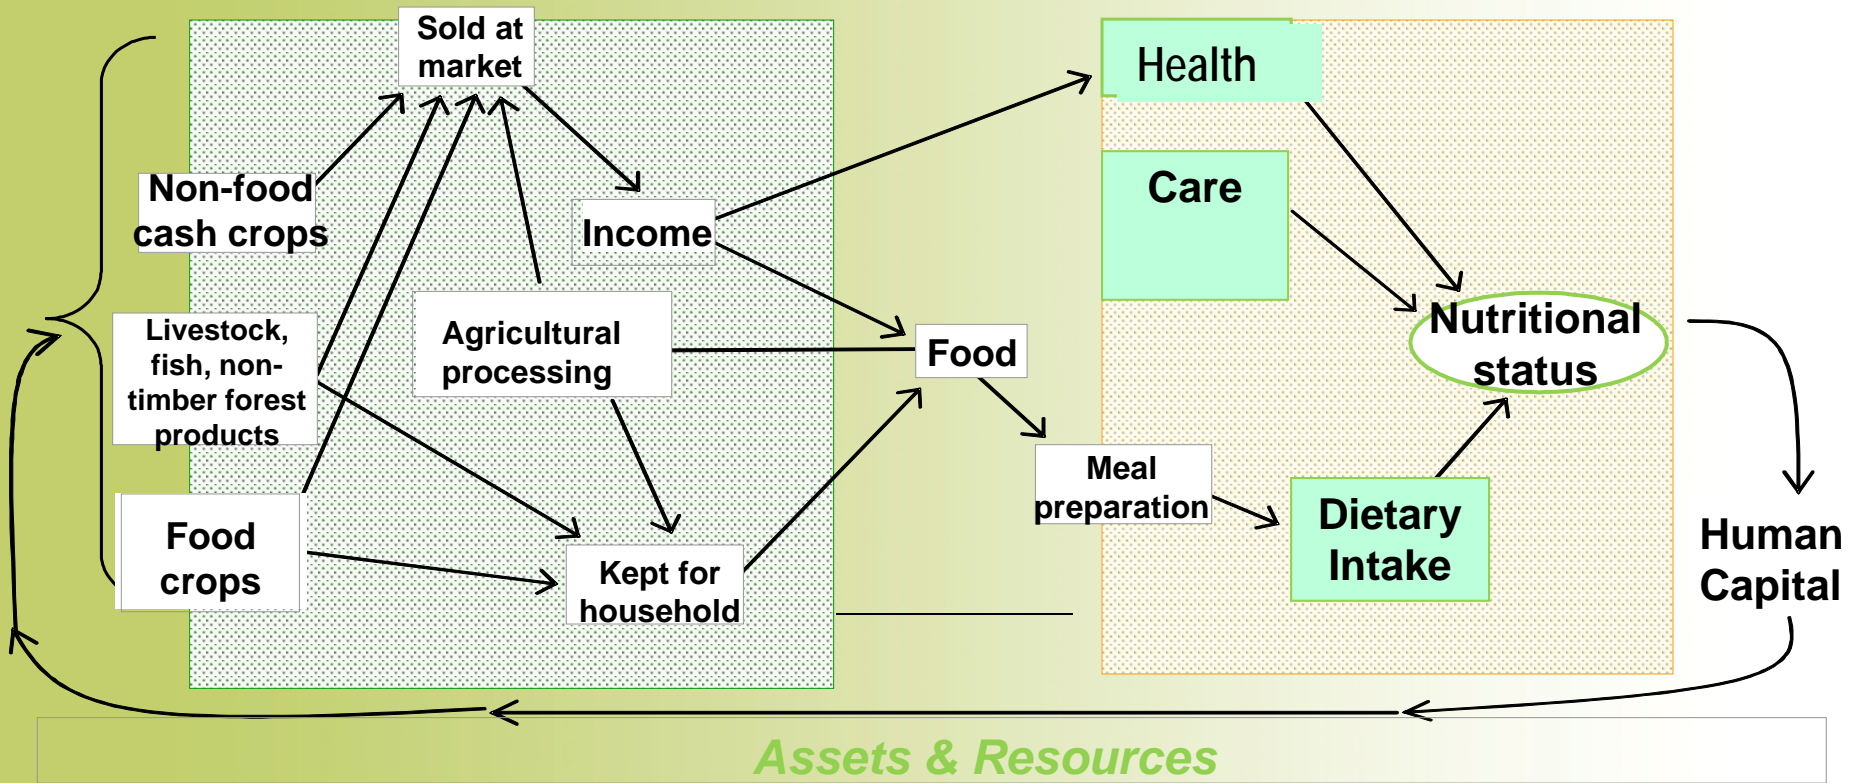 Sold at
market
Health
Non-food
cash crops
Care
Income
Livestock,
fish, non-
timber forest
products
Agricultural
processing
Food
Nutritional
status
Meal
preparation
Food
crops
Kept for
household
Dietary
Intake
Human
Capital
Assets & Resources